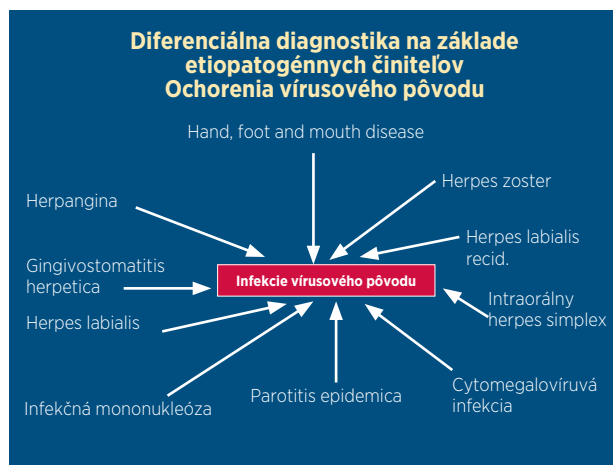 Diferenciálna diagnostika na základe
etiopatogénnych činiteľov
Ochorenia vírusového pôvodu
Hand, foot and mouth disease
Herpes zoster
Herpangina
Herpes labialis
recid.
Gingivostomatitis
herpetica
Infekcie vírusového pôvodu
Intraorálny
herpes simplex
Herpes labialis
Cytomegalovíruvá
infekcia
Parotitis epidemica
Infekčná mononukleóza